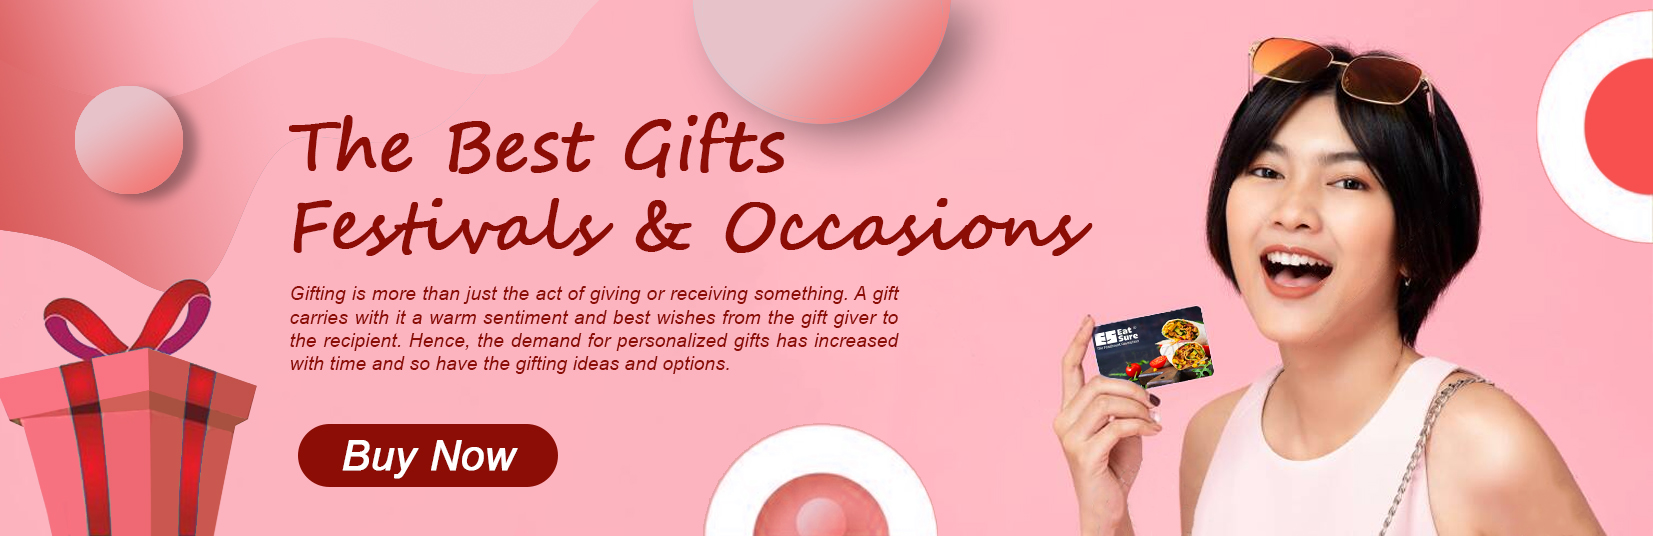 The Best Gifts
Festivals & Occasions
Gifting is more than just the act of giving or receiving something. A gift
carries with it a warm sentiment and best wishes from the gift giver to
the recipient. Hence, the demand for personalized gifts has increased
with time and so have the gifting ideas and options.
Buy Now
ES Eat
Sure